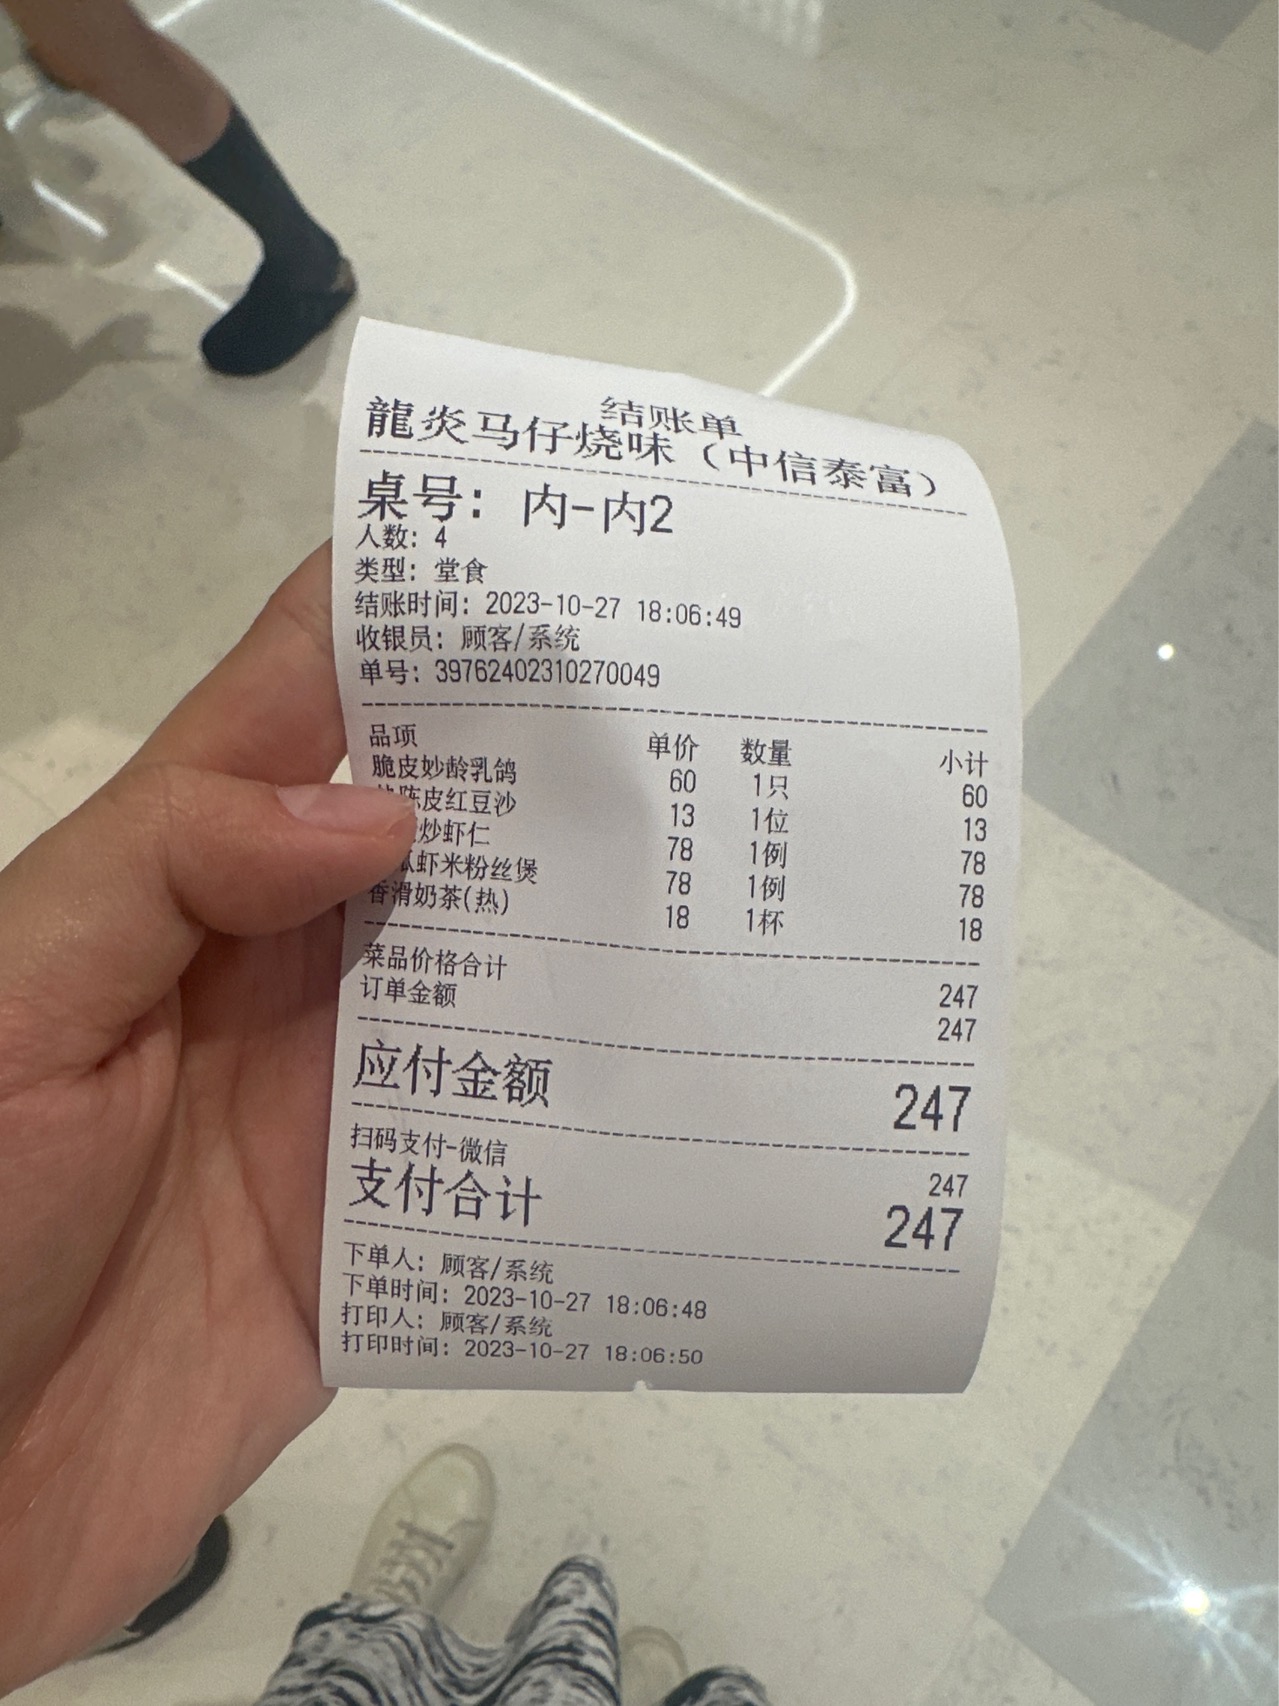 结账单
龍炎马仔烧味（中信泰富）
桌号：内-内2
人数：4
类型：堂食
结账时间：2023-10-27 18:06:49
收银员：顾客/系统
单号：39762402310270049
品项 单价 数量 小计
脆皮妙龄乳鸽 60 1只 60
陈皮红豆沙 13 1位 13
炒虾仁 78 1例 78
虾米粉丝煲 78 1例 78
香滑奶茶(热) 18 1杯 18
菜品价格合计 247
订单金额 247
应付金额 247
扫码支付-微信 247
支付合计 247
下单人：顾客/系统
下单时间：2023-10-27 18:06:48
打印人：顾客/系统
打印时间：2023-10-27 18:06:50